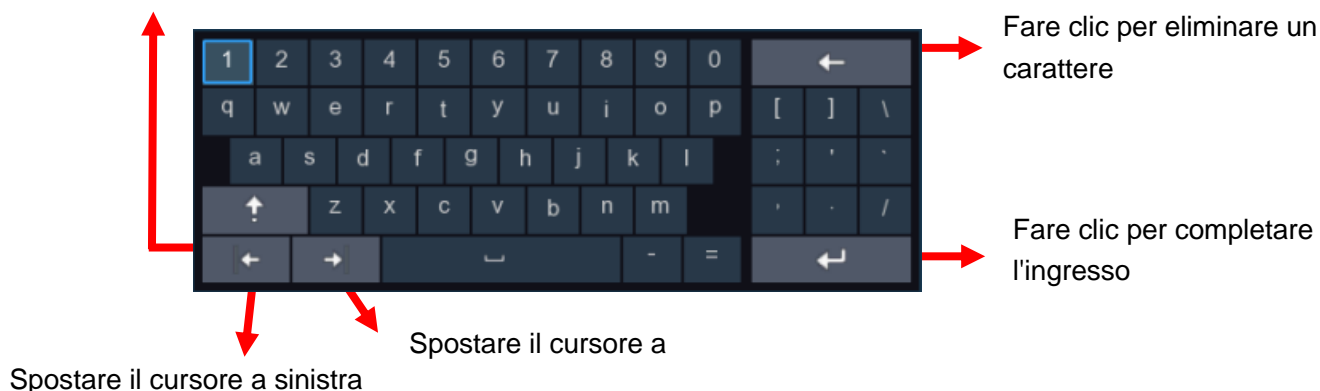 Fare clic per eliminare un
carattere
1 2 3 4 5 6 7 8 9 0
q w e r t y u i o p [ ] \
a s d f g h j k l ; ' `
z x c v b n m , . /
- =
Fare clic per completare
l'ingresso
Spostare il cursore a
Spostare il cursore a sinistra